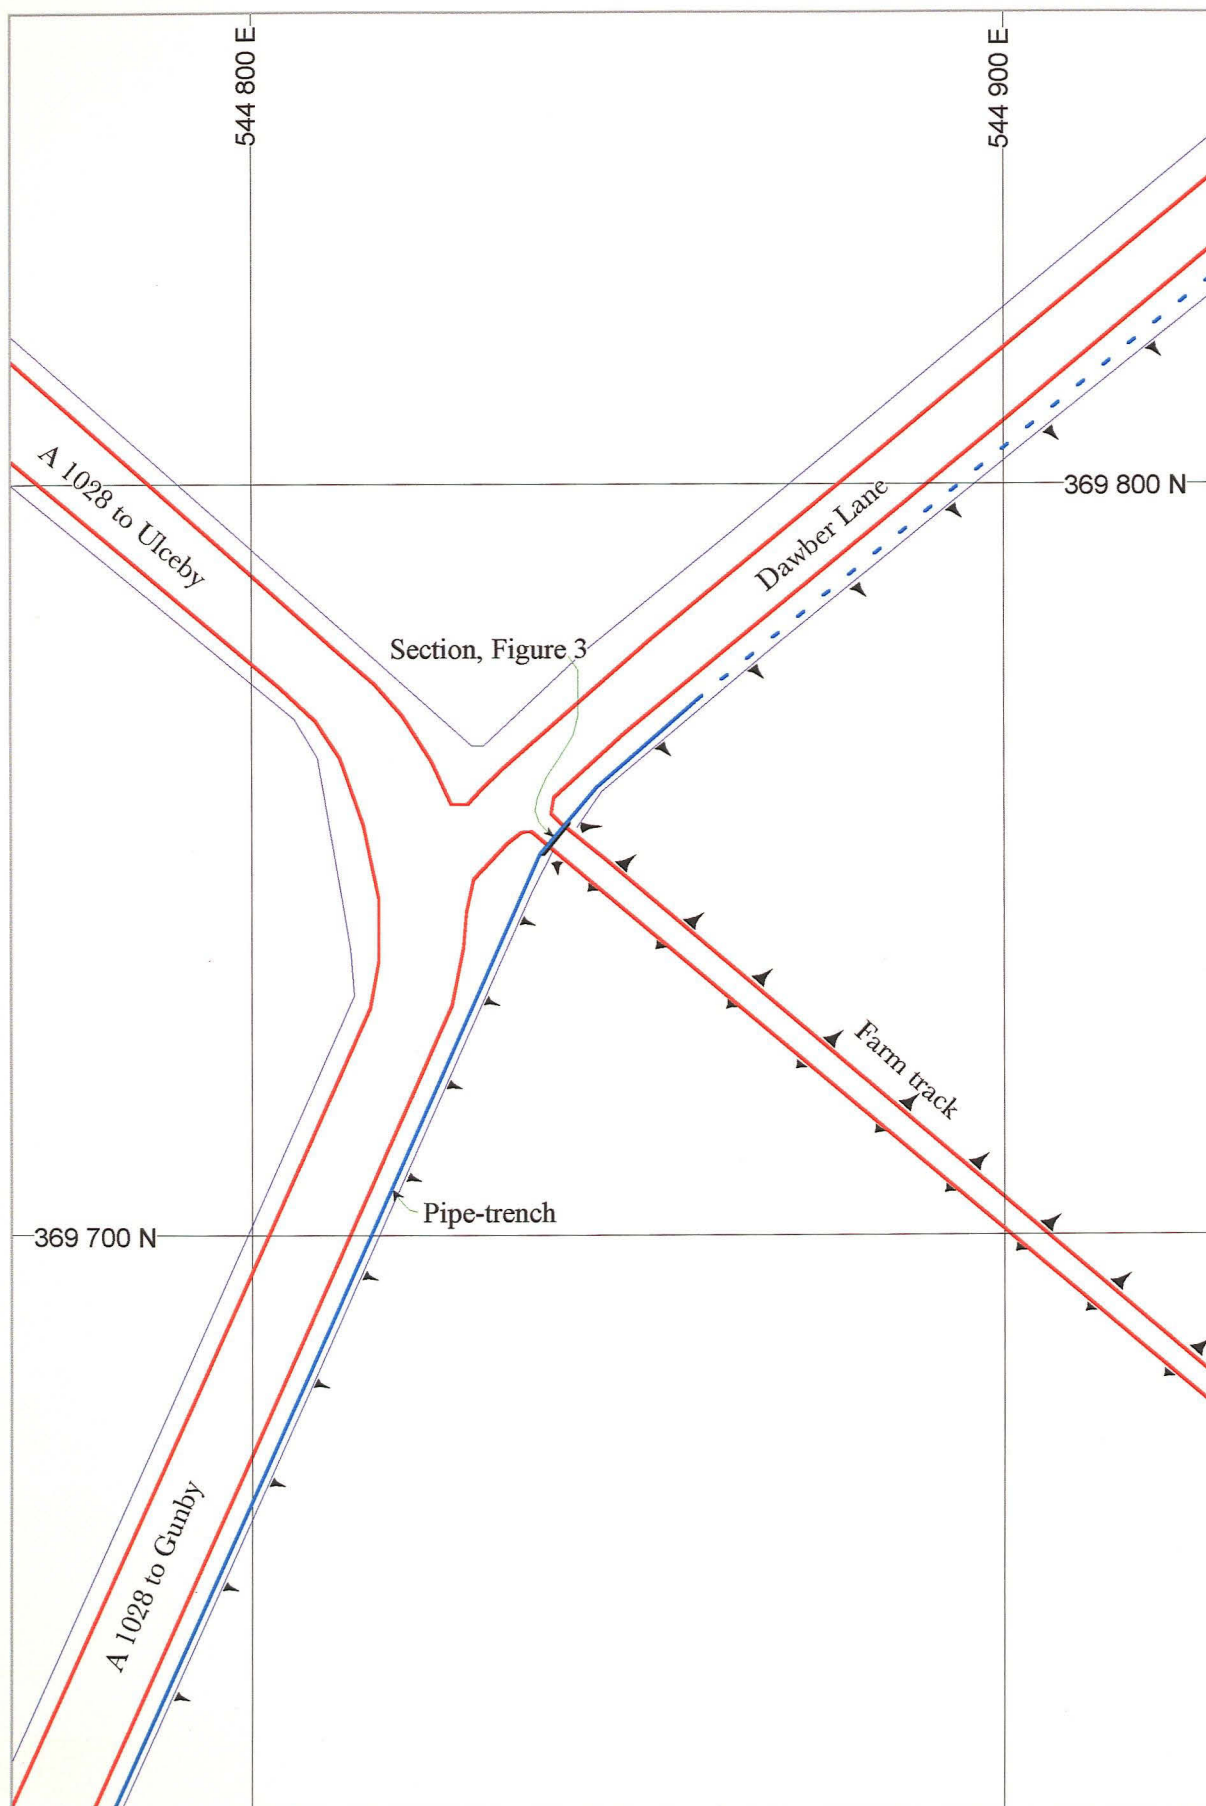 544 800 E
544 900 E
A 1028 to Ulceby
369 800 N
Dawber Lane
Section, Figure 3
Farm track
Pipe-trench
369 700 N
A 1028 to Gunby